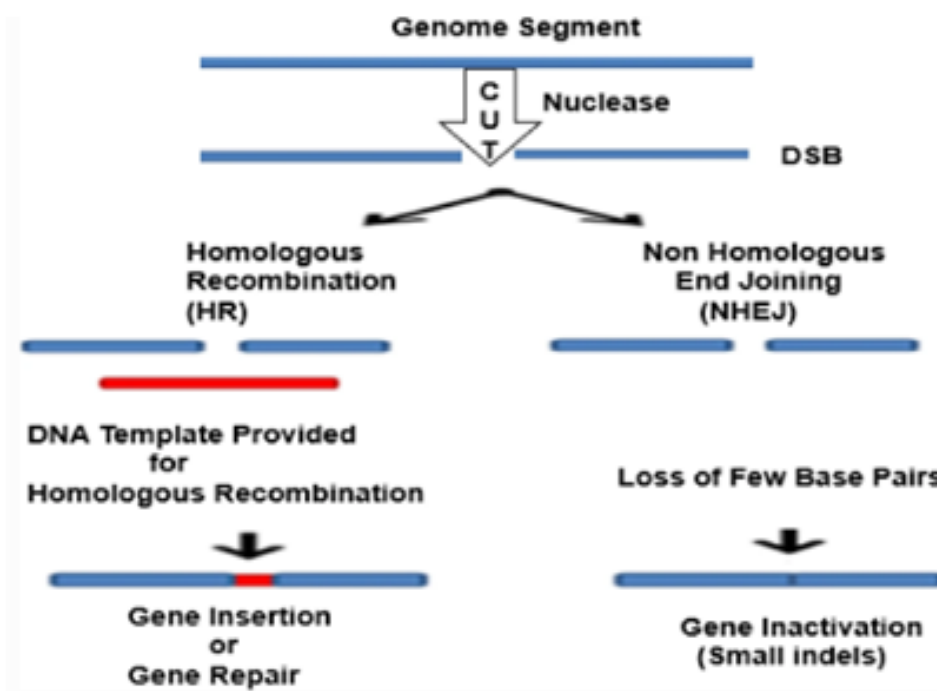 Genome Segment
CUT
Nuclease
DSB
Homologous
Recombination
(HR)
Non Homologous
End Joining
(NHEJ)
DNA Template Provided
for
Homologous Recombination
Loss of Few Base Pairs
Gene Insertion
or
Gene Repair
Gene Inactivation
(Small indels)